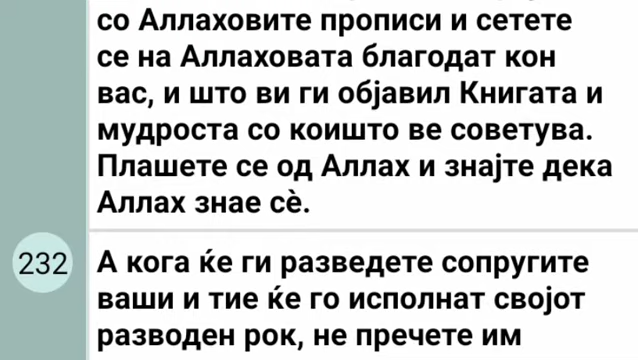 со Аллаховите прописи и сетете
се на Аллаховата благодат кон
вас, и што ви ги објавил Книгата и
мудроста со коишто ве советува.
Плашете се од Аллах и знајте дека
Аллах знае сѐ.
232
А кога ќе ги разведете сопругите
ваши и тие ќе го исполнат својот
разводен рок, не пречете им